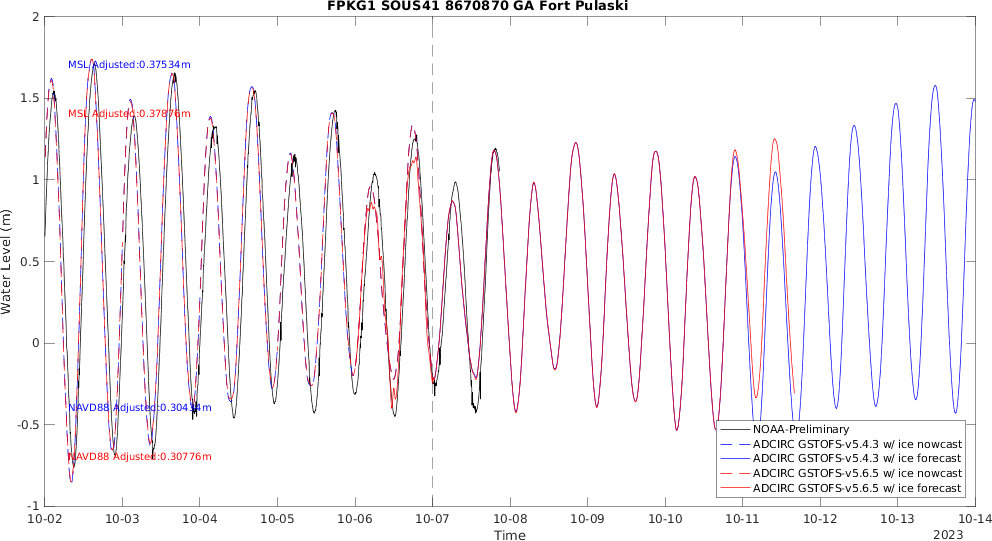 FPKG1 SOUS41 8670870 GA Fort Pulaski
2
1.5
1
0.5
0
-0.5
-1
Water Level (m)
MSL Adjusted:0.37534m
MSL Adjusted:0.37876m
NAVD88 Adjusted:0.30434m
NAVD88 Adjusted:0.30776m
NOAA-Preliminary
ADCIRC GSTOFS-v5.4.3 w/ ice nowcast
ADCIRC GSTOFS-v5.4.3 w/ ice forecast
ADCIRC GSTOFS-v5.6.5 w/ ice nowcast
ADCIRC GSTOFS-v5.6.5 w/ ice forecast
10-02 10-03 10-04 10-05 10-06 10-07 10-08 10-09 10-10 10-11 10-12 10-13 10-14
Time
2023